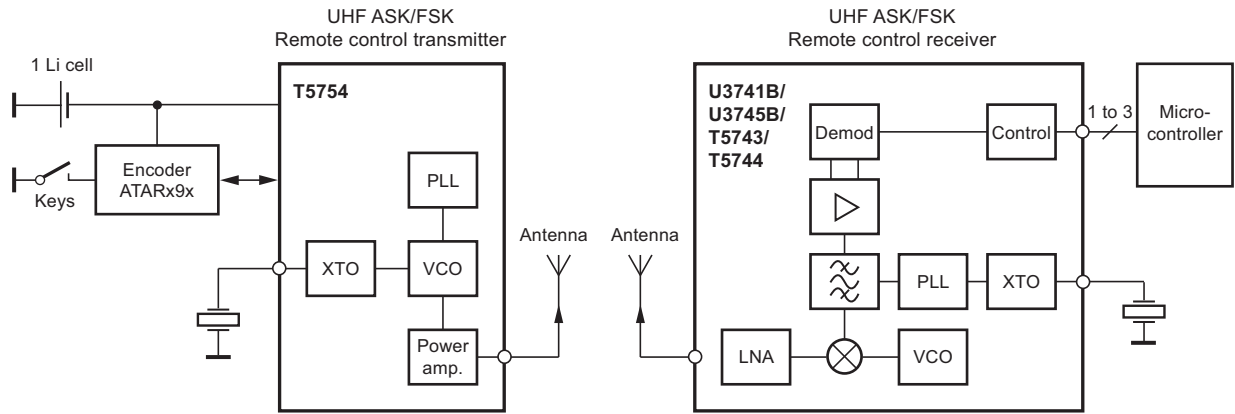 UHF ASK/FSK
Remote control transmitter
UHF ASK/FSK
Remote control receiver
1 Li cell
T5754
Encoder
ATARx9x
Keys
PLL
XTO
VCO
Power
amp.
Antenna
Antenna
U3741B/
U3745B/
T5743/
T5744
Demod
Control
1 to 3
Micro-
controller
PLL
XTO
LNA
VCO